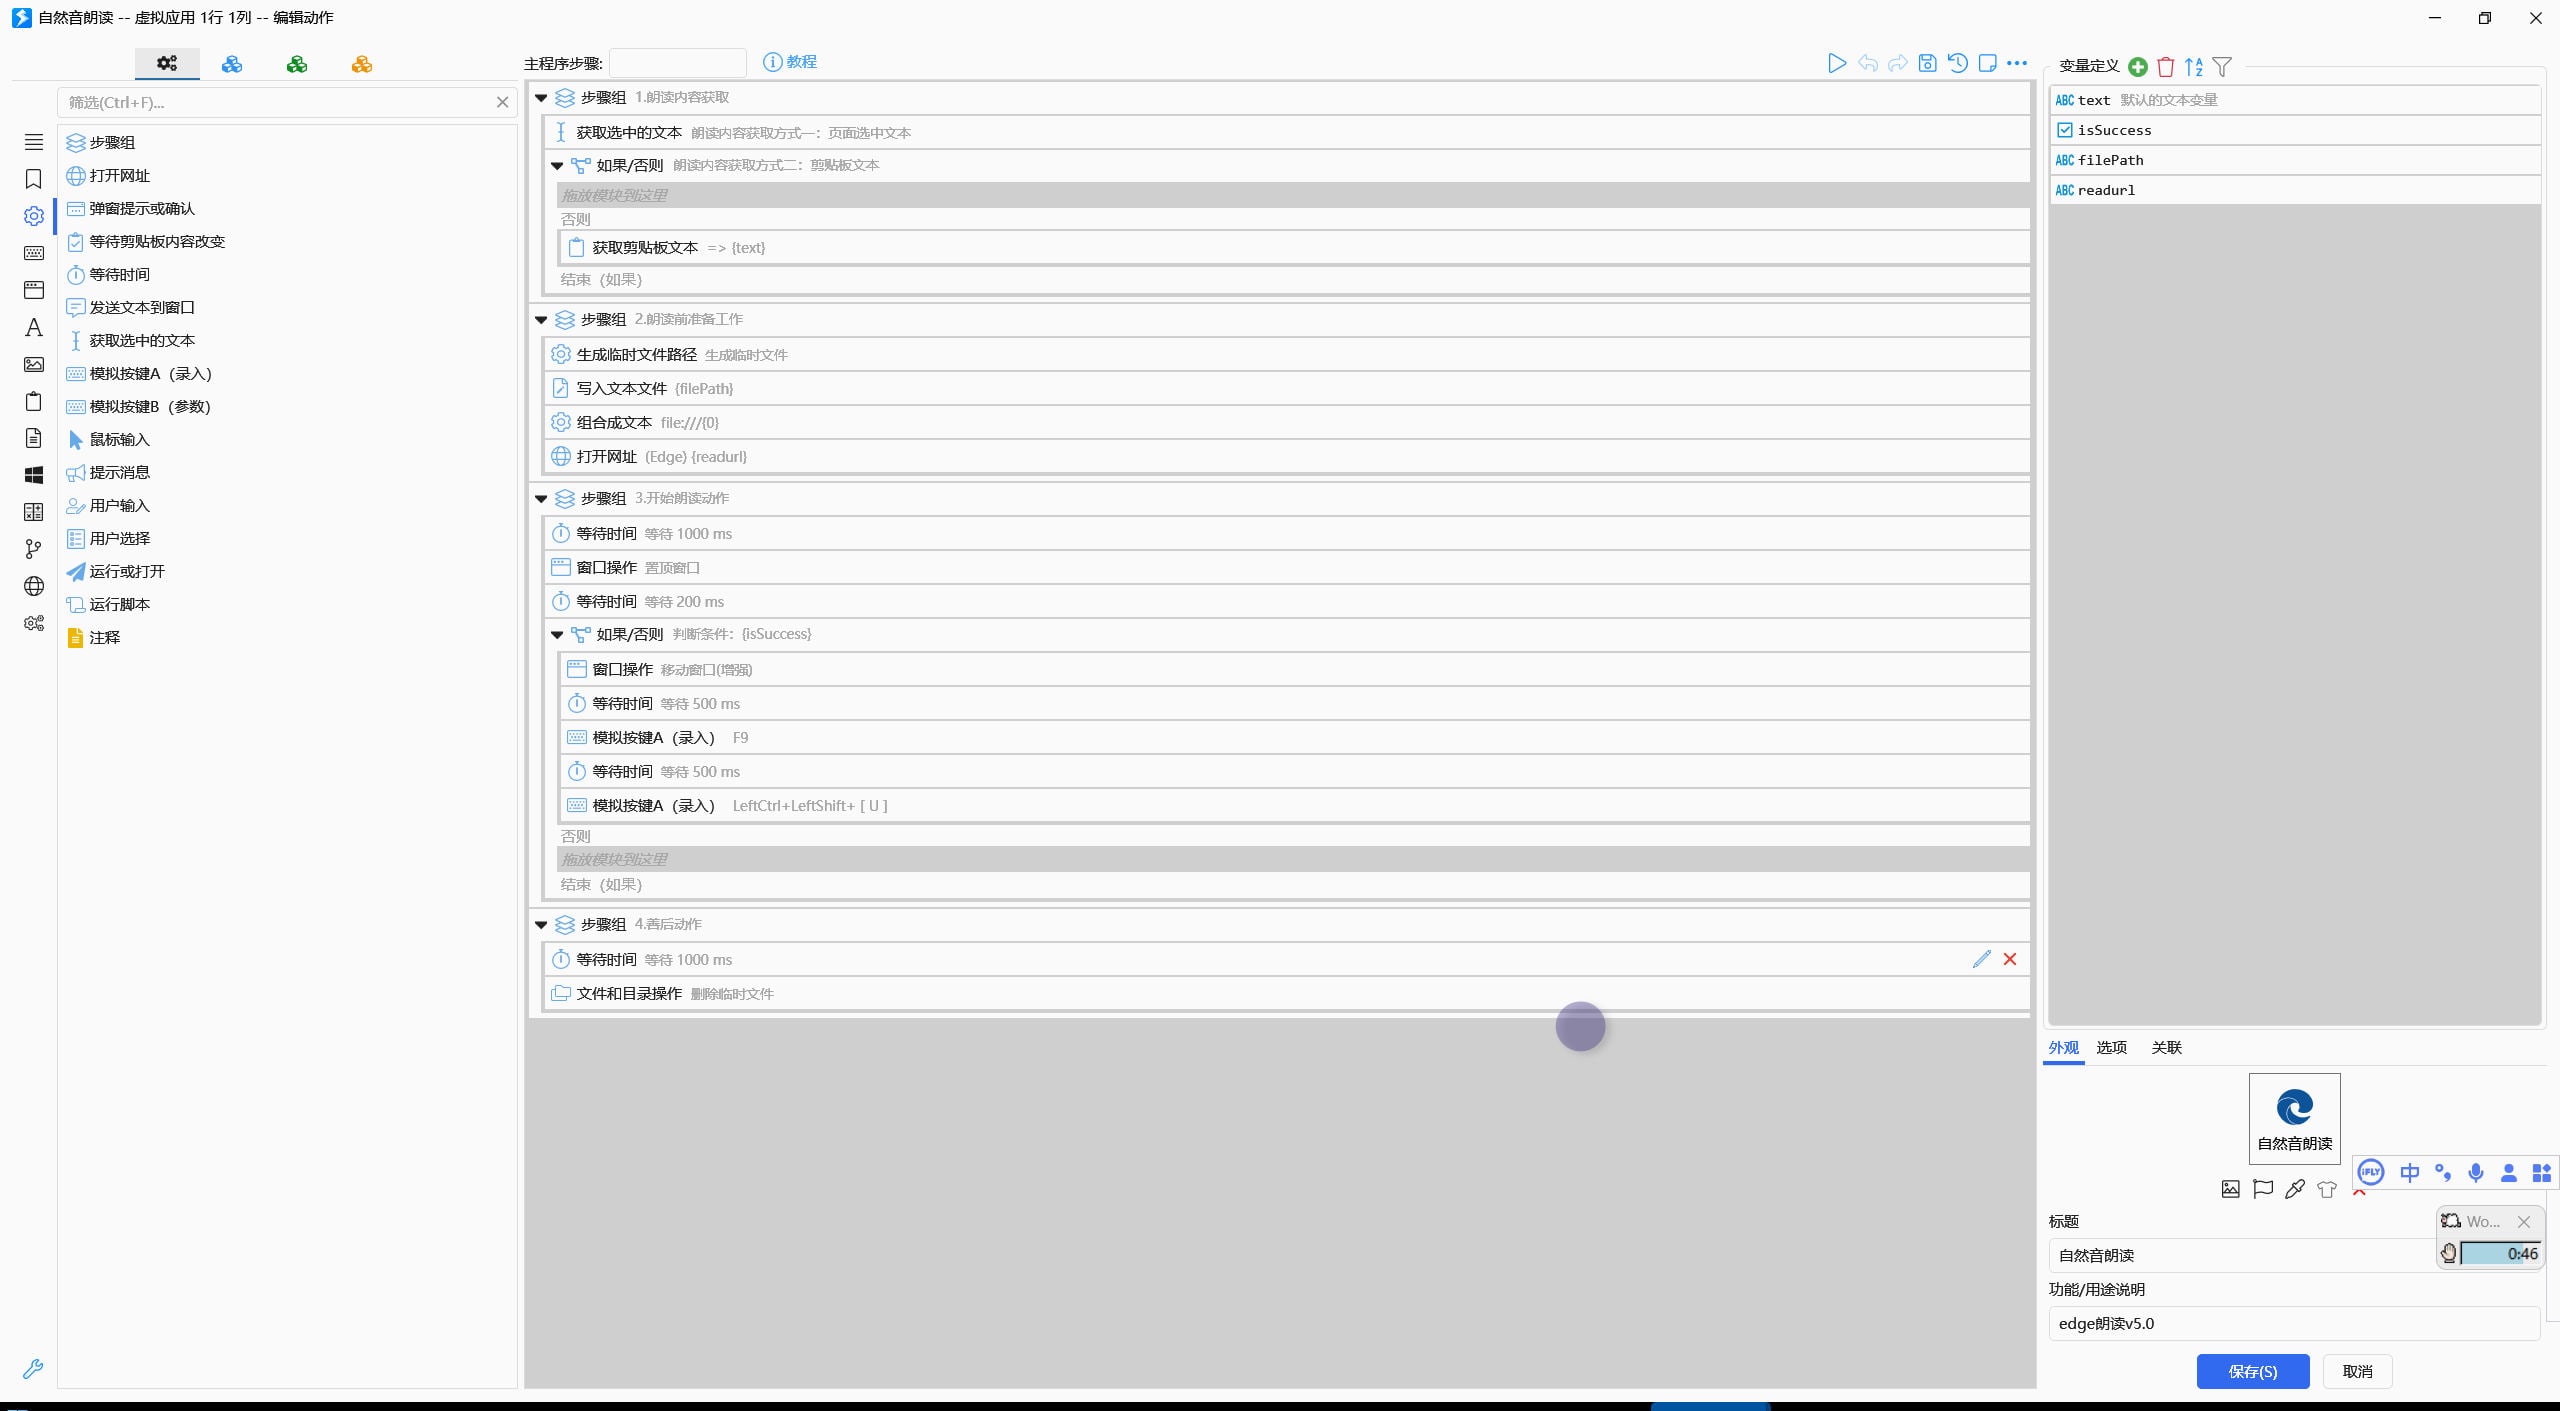 自然音朗读 -- 虚拟应用 1行 1列 -- 编辑动作
主程序步骤:
教程
筛选(Ctrl+F)...
步骤组
打开网址
弹窗提示或确认
等待剪贴板内容改变
等待时间
发送文本到窗口
获取选中的文本
模拟按键A（录入）
模拟按键B（参数）
鼠标输入
提示消息
用户输入
用户选择
运行或打开
运行脚本
注释
步骤组 1.朗读内容获取
获取选中的文本 朗读内容获取方式一：页面选中文本
如果/否则 朗读内容获取方式二：剪贴板文本
拖放模块到这里
否则
获取剪贴板文本 => {text}
结束（如果）
步骤组 2.朗读前准备工作
生成临时文件路径 生成临时文件
写入文本文件 {filePath}
组合成文本 file:///{0}
打开网址 (Edge) {readurl}
步骤组 3.开始朗读动作
等待时间 等待 1000 ms
窗口操作 置顶窗口
等待时间 等待 200 ms
如果/否则 判断条件：{isSuccess}
窗口操作 移动窗口(增强)
等待时间 等待 500 ms
模拟按键A（录入） F9
等待时间 等待 500 ms
模拟按键A（录入） LeftCtrl+LeftShift+ [ U ]
否则
拖放模块到这里
结束（如果）
步骤组 4.善后动作
等待时间 等待 1000 ms
文件和目录操作 删除临时文件
变量定义
ABC text 默认的文本变量
isSuccess
ABC filePath
ABC readurl
外观 选项 关联
自然音朗读
iFLY 中
标题
自然音朗读
Wo...
0:46
功能/用途说明
edge朗读v5.0
保存(S) 取消